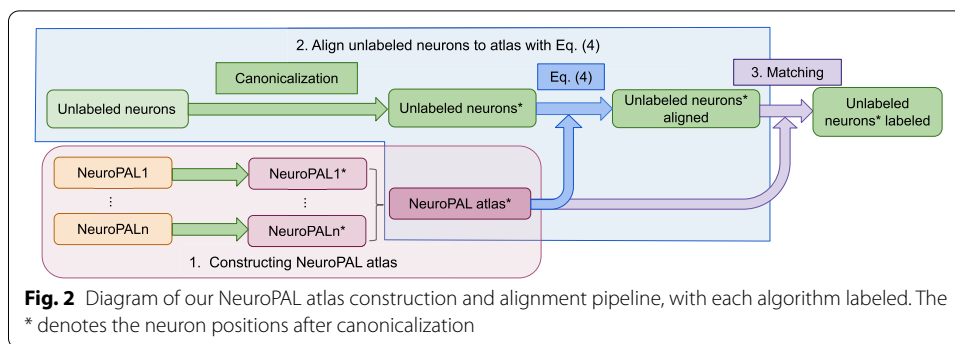 2. Align unlabeled neurons to atlas with Eq. (4)
Canonicalization
Eq. (4)
3. Matching
Unlabeled neurons
Unlabeled neurons*
Unlabeled neurons*
aligned
Unlabeled
neurons* labeled
NeuroPAL1
NeuroPAL1*
⋮
⋮
NeuroPAL atlas*
NeuroPALn
NeuroPALn*
1. Constructing NeuroPAL atlas
Fig. 2 Diagram of our NeuroPAL atlas construction and alignment pipeline, with each algorithm labeled. The
* denotes the neuron positions after canonicalization